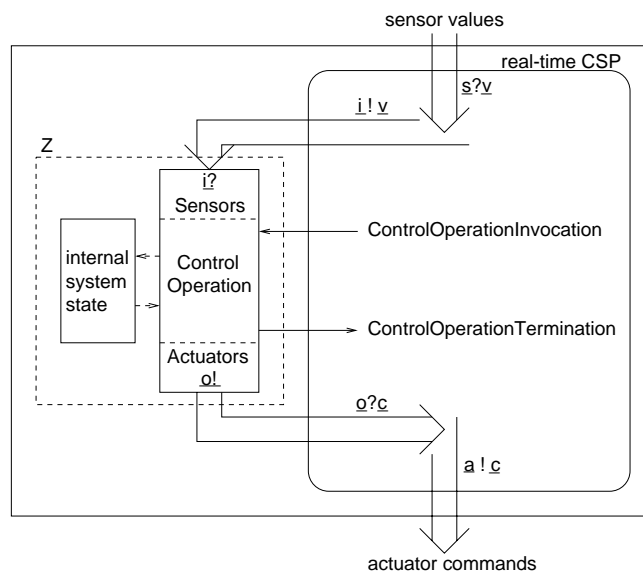 sensor values
real-time CSP
s?v
i ! v
Z
i?
Sensors
ControlOperationInvocation
internal
system
state
Control
Operation
ControlOperationTermination
Actuators
o!
o?c
a ! c
actuator commands